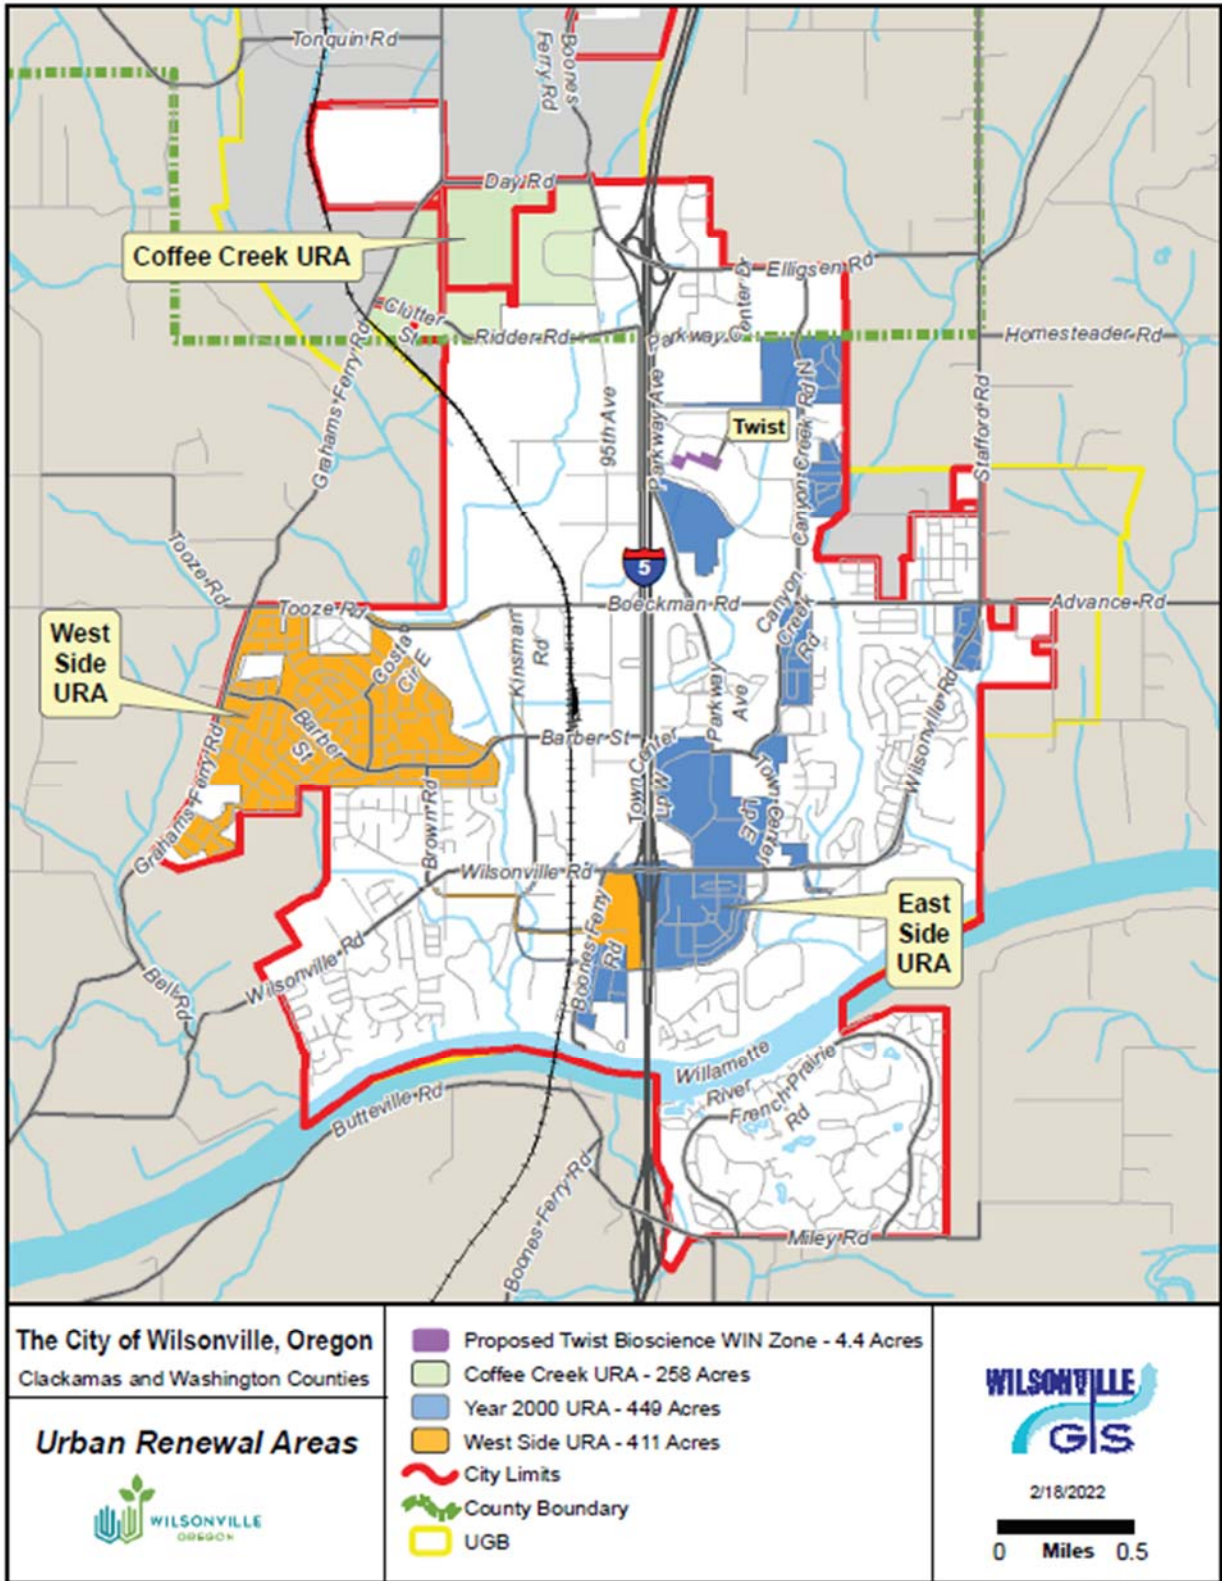 Tonquin Rd
Boones
Ferry Rd
Day Rd
Coffee Creek URA
Elligsen Rd
Clutter
St
Ridder Rd
Parkway Center Dr
Homesteader Rd
Grahams Ferry Rd
95th Ave
Parkway Ave
Twist
Canyon Creek Rd N
Stafford Rd
Tooze Rd
5
Tooze Rd
Boeckman Rd
Advance Rd
West
Side
URA
Costa
Cir E
Kinsman
Rd
Canyon
Creek
Rd
Parkway
Ave
Wilsonville Rd
Barber
St
Barber St
Town Center
Lp W
Town Center
Lp E
Grahams Ferry Rd
Brown Rd
Wilsonville Rd
East
Side
URA
Boones Ferry
Rd
Wilsonville Rd
Bell Rd
Willamette
River
French Prairie
Rd
Butteville Rd
Boones Ferry Rd
Miley Rd
The City of Wilsonville, Oregon
Clackamas and Washington Counties
Urban Renewal Areas
WILSONVILLE
OREGON
Proposed Twist Bioscience WIN Zone - 4.4 Acres
Coffee Creek URA - 258 Acres
Year 2000 URA - 449 Acres
West Side URA - 411 Acres
City Limits
County Boundary
UGB
WILSONVILLE
GIS
2/18/2022
0 Miles 0.5